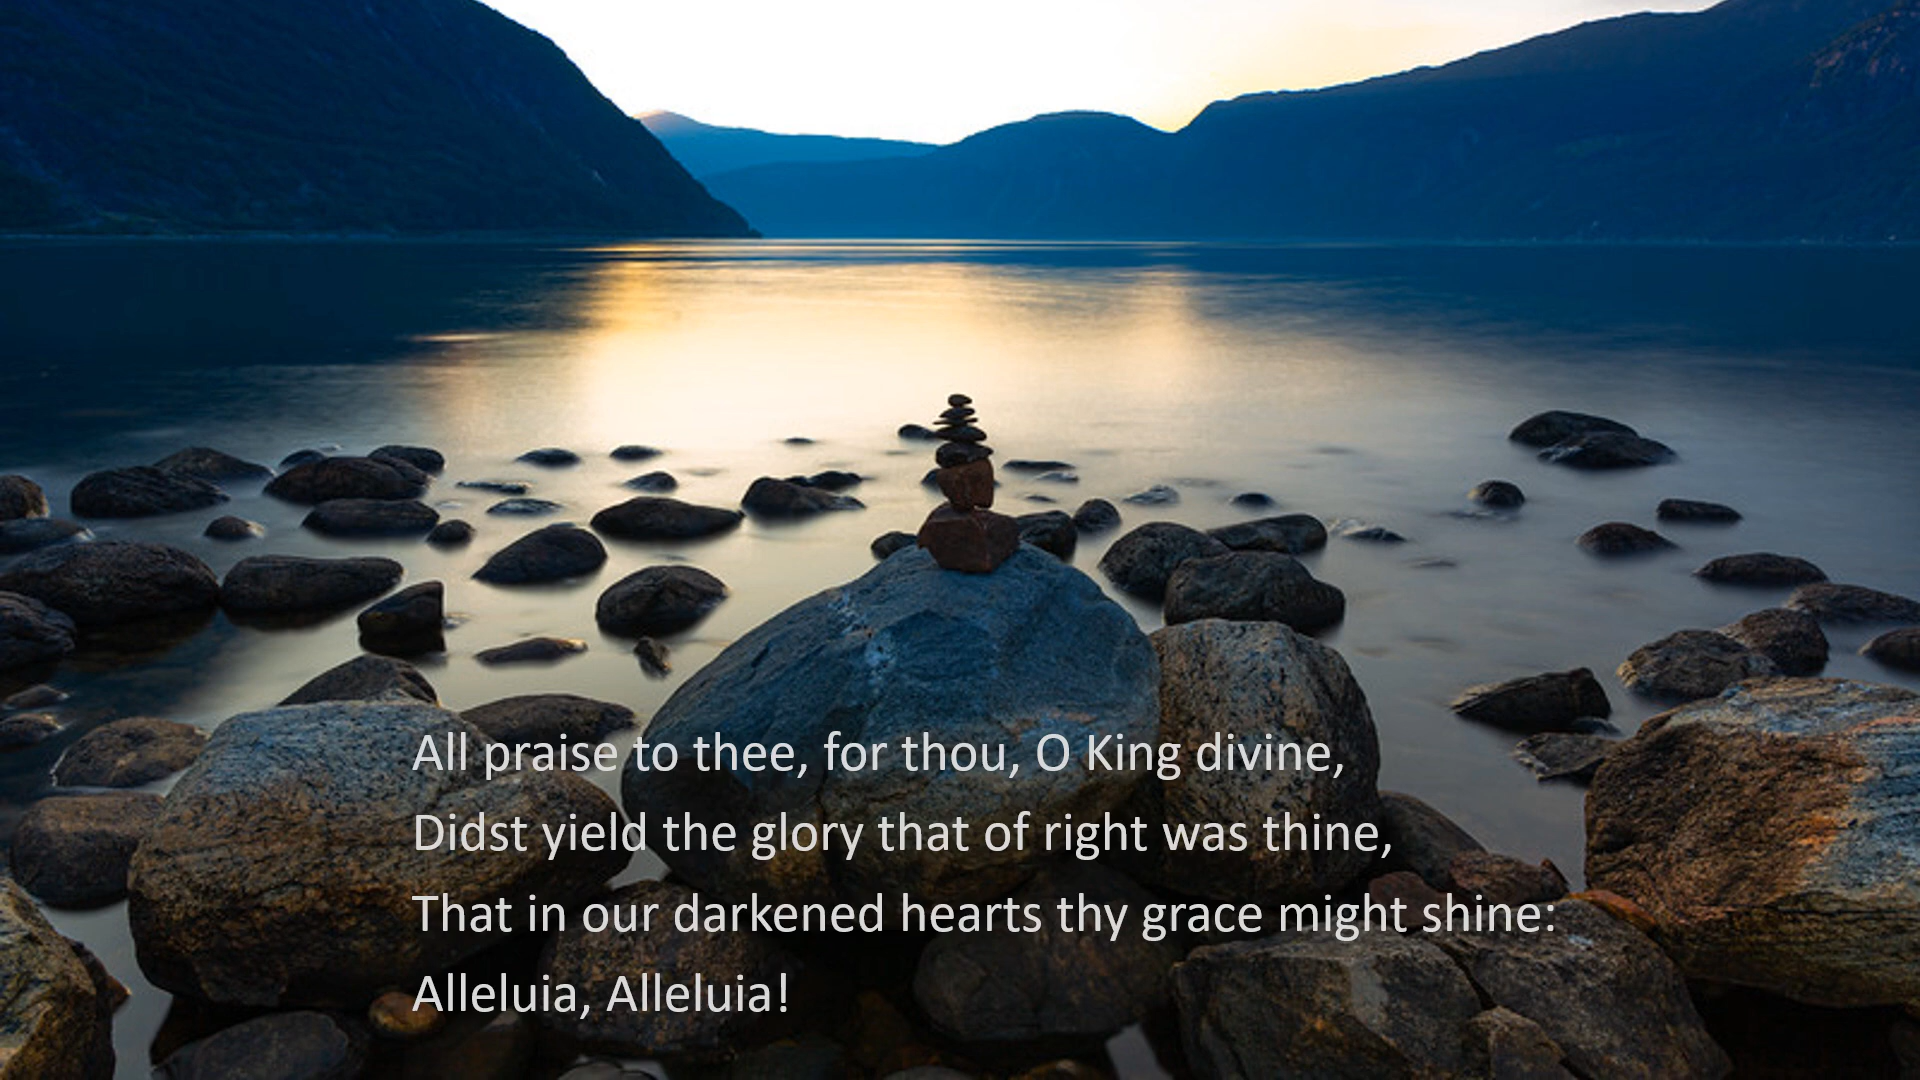 All praise to thee, for thou, O King divine,
Didst yield the glory that of right was thine,
That in our darkened hearts thy grace might shine:
Alleluia, Alleluia!